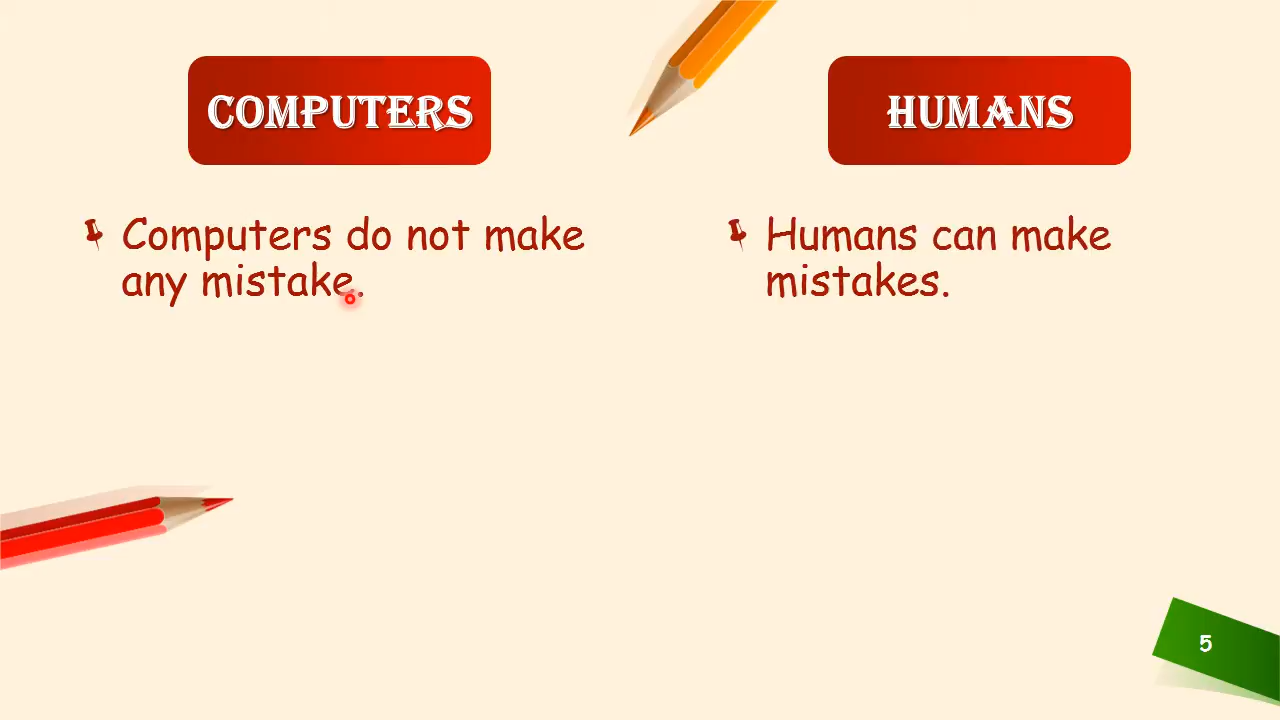 COMPUTERS
HUMANS
Computers do not make
any mistake.
Humans can make
mistakes.
5